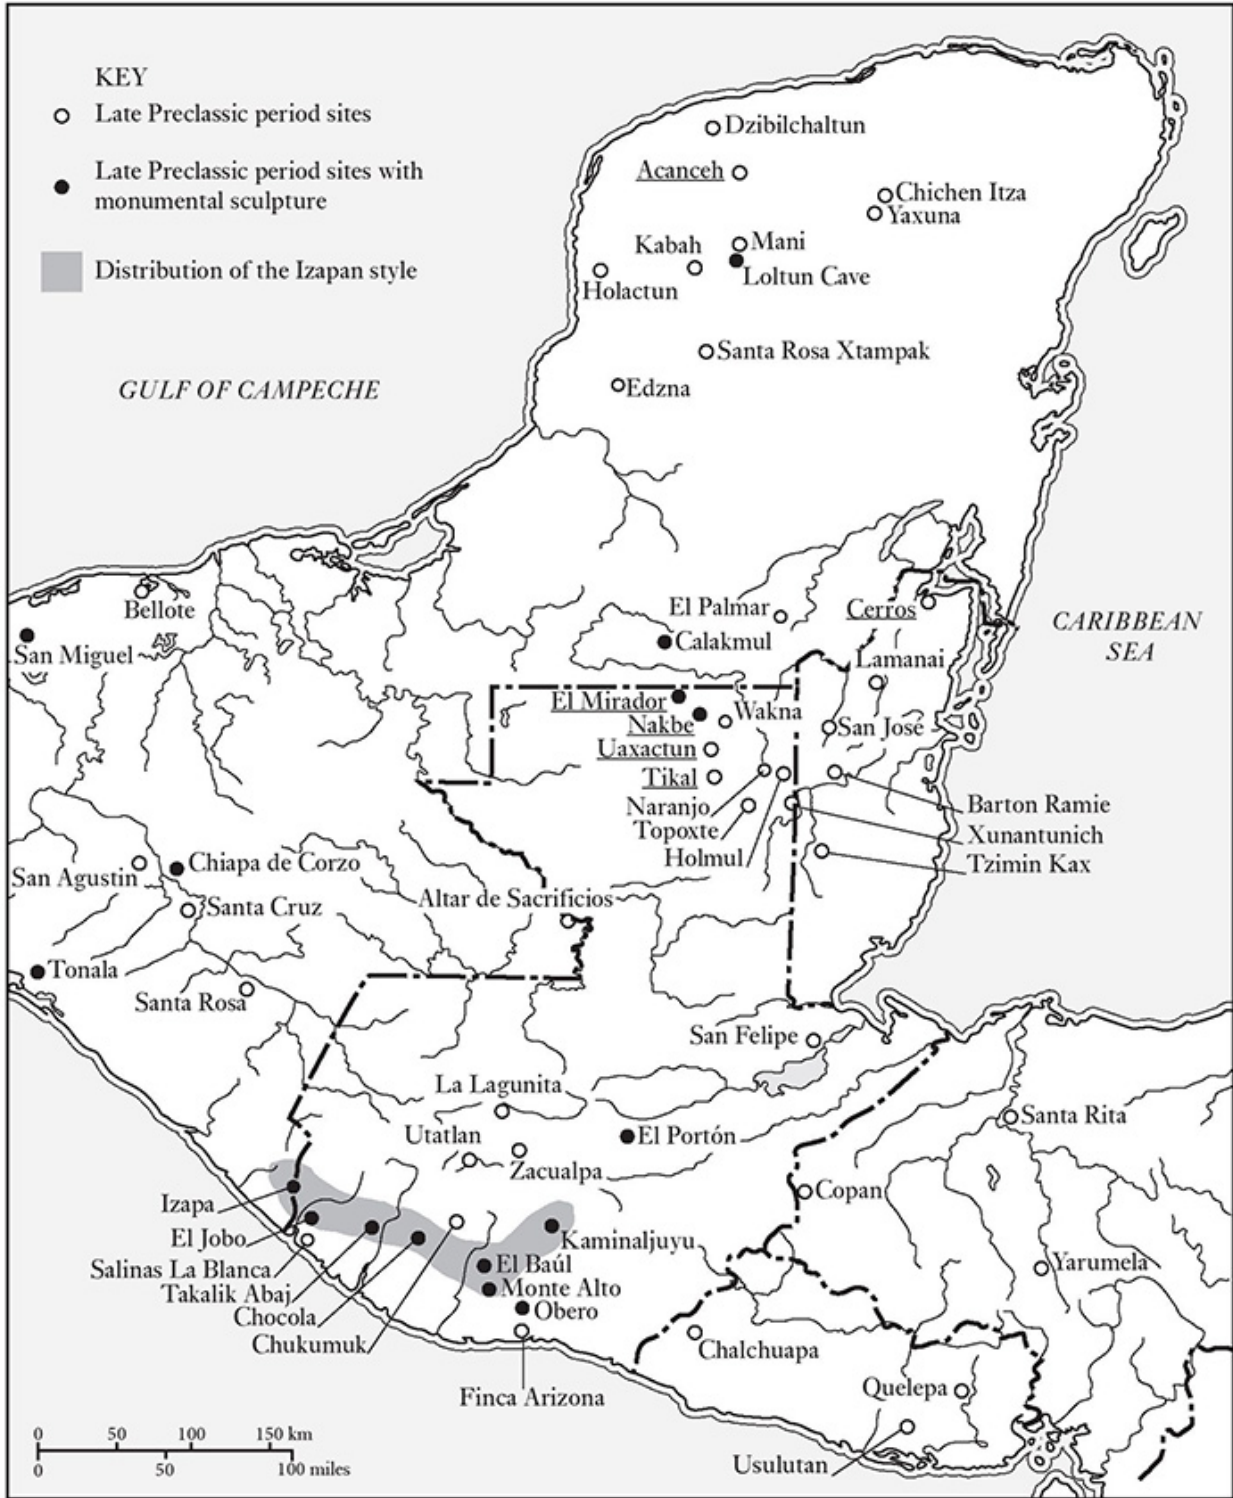 KEY
Late Preclassic period sites
Late Preclassic period sites with
monumental sculpture
Distribution of the Izapan style
Dzibilchaltun
Acanceh
Chichen Itza
Yaxuna
Kabah
Mani
Holactun
Loltun Cave
Santa Rosa Xtampak
GULF OF CAMPECHE
Edzna
Bellote
El Palmar
Cerros
CARIBBEAN
SEA
San Miguel
Calakmul
Lamanai
El Mirador
Nakbe
Wakna
San José
Uaxactun
Tikal
Naranjo
Barton Ramie
Topoxte
Xunantunich
Holmul
Tzimin Kax
Chiapa de Corzo
San Agustin
Santa Cruz
Altar de Sacrificios
Tonala
Santa Rosa
San Felipe
La Lagunita
Santa Rita
Utatlan
El Portón
Zacualpa
Copan
Izapa
El Jobo
Kaminaljuyu
Salinas La Blanca
El Baúl
Yarumela
Takalik Abaj
Monte Alto
Chocola
Obero
Chukumuk
Chalchuapa
Finca Arizona
Quelepa
Usulutan
0 50 100 150 km
0 50 100 miles